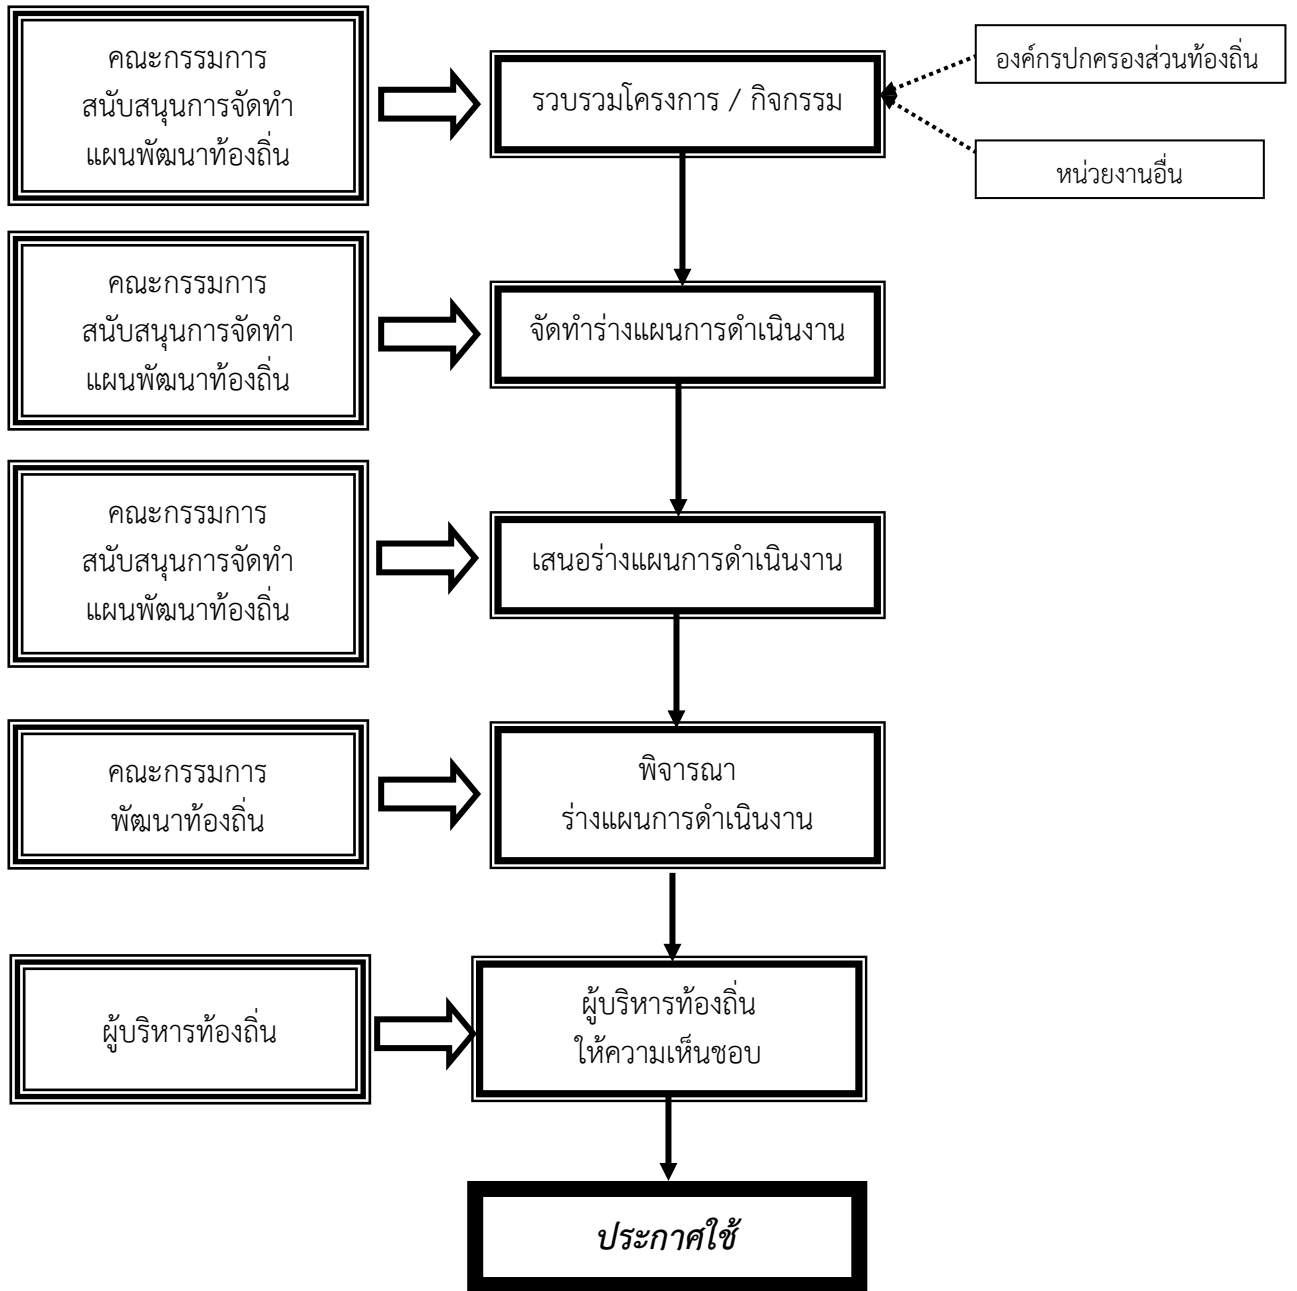 คณะกรรมการ
สนับสนุนการจัดทำ
แผนพัฒนาท้องถิ่น
รวบรวมโครงการ / กิจกรรม
องค์กรปกครองส่วนท้องถิ่น
หน่วยงานอื่น
คณะกรรมการ
สนับสนุนการจัดทำ
แผนพัฒนาท้องถิ่น
จัดทำร่างแผนการดำเนินงาน
คณะกรรมการ
สนับสนุนการจัดทำ
แผนพัฒนาท้องถิ่น
เสนอร่างแผนการดำเนินงาน
คณะกรรมการ
พัฒนาท้องถิ่น
พิจารณา
ร่างแผนการดำเนินงาน
ผู้บริหารท้องถิ่น
ผู้บริหารท้องถิ่น
ให้ความเห็นชอบ
ประกาศใช้